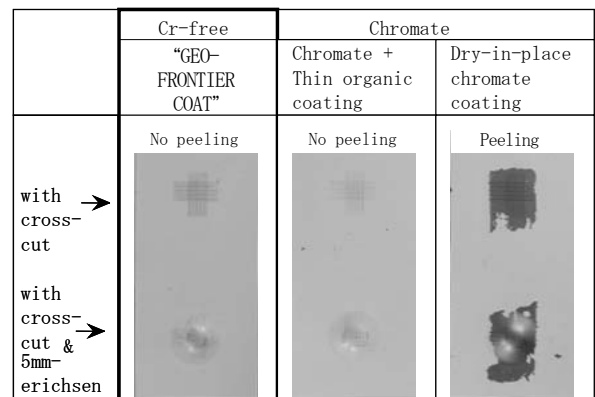 Cr-free
Chromate
“GEO-
FRONTIER
COAT”
Chromate +
Thin organic
coating
Dry-in-place
chromate
coating
No peeling
No peeling
Peeling
with
cross-
cut
with
cross-
cut &
5mm-
erichsen